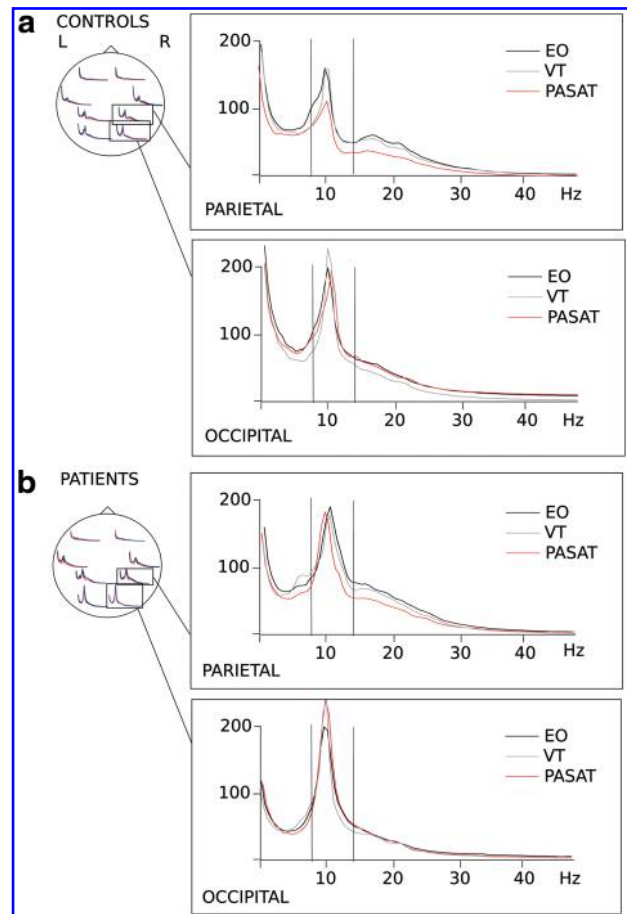 a CONTROLS
L R
200
100
EO
VT
PASAT
10 20 30 40 Hz
PARIETAL
200
100
EO
VT
PASAT
10 20 30 40 Hz
OCCIPITAL
b PATIENTS
200
100
EO
VT
PASAT
10 20 30 40 Hz
PARIETAL
200
100
EO
VT
PASAT
10 20 30 40 Hz
OCCIPITAL